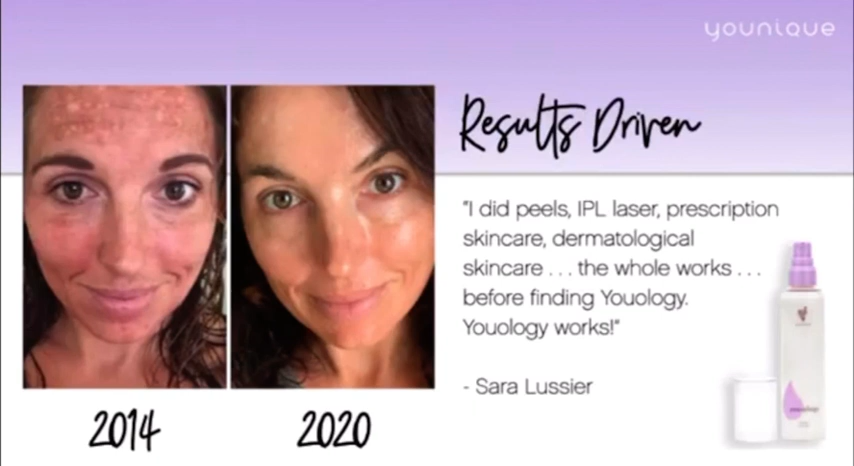 younique
Results Driven
"I did peels, IPL laser, prescription
skincare, dermatological
skincare . . . the whole works . . .
before finding Youology.
Youology works!"
- Sara Lussier
2014
2020